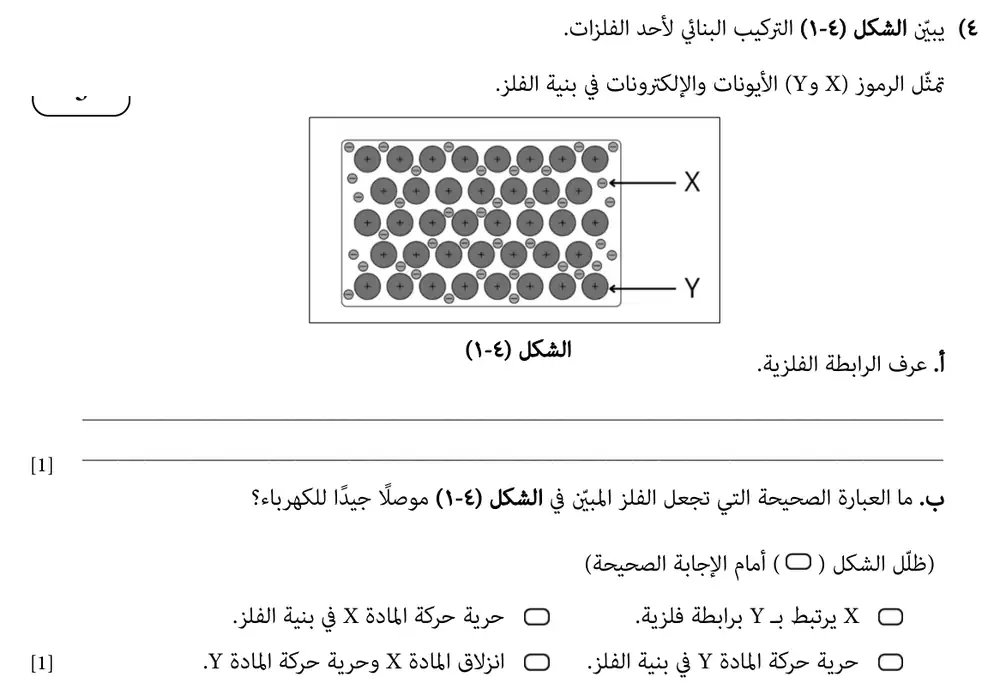 ٤) يبيّن الشكل (٤-١) التركيب البنائي لأحد الفلزات.
تمثّل الرموز (X وY) الأيونات والإلكترونات في بنية الفلز.
X
Y
الشكل (٤-١)
أ. عرف الرابطة الفلزية.
[1]
ب. ما العبارة الصحيحة التي تجعل الفلز المبيّن في الشكل (٤-١) موصلًا جيدًا للكهرباء؟
(ظلّل الشكل ( ) أمام الإجابة الصحيحة)
X يرتبط بـ Y برابطة فلزية.
حرية حركة المادة X في بنية الفلز.
حرية حركة المادة Y في بنية الفلز.
انزلاق المادة X وحرية حركة المادة Y.
[1]